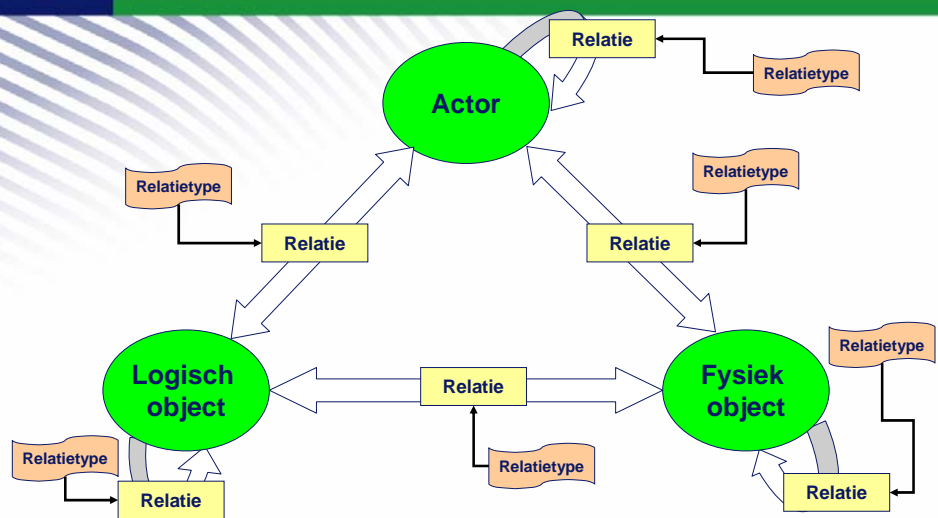 Relatie
Relatietype
Actor
Relatietype
Relatietype
Relatie
Relatie
Relatietype
Logisch
object
Relatie
Fysiek
object
Relatietype
Relatietype
Relatie
Relatie